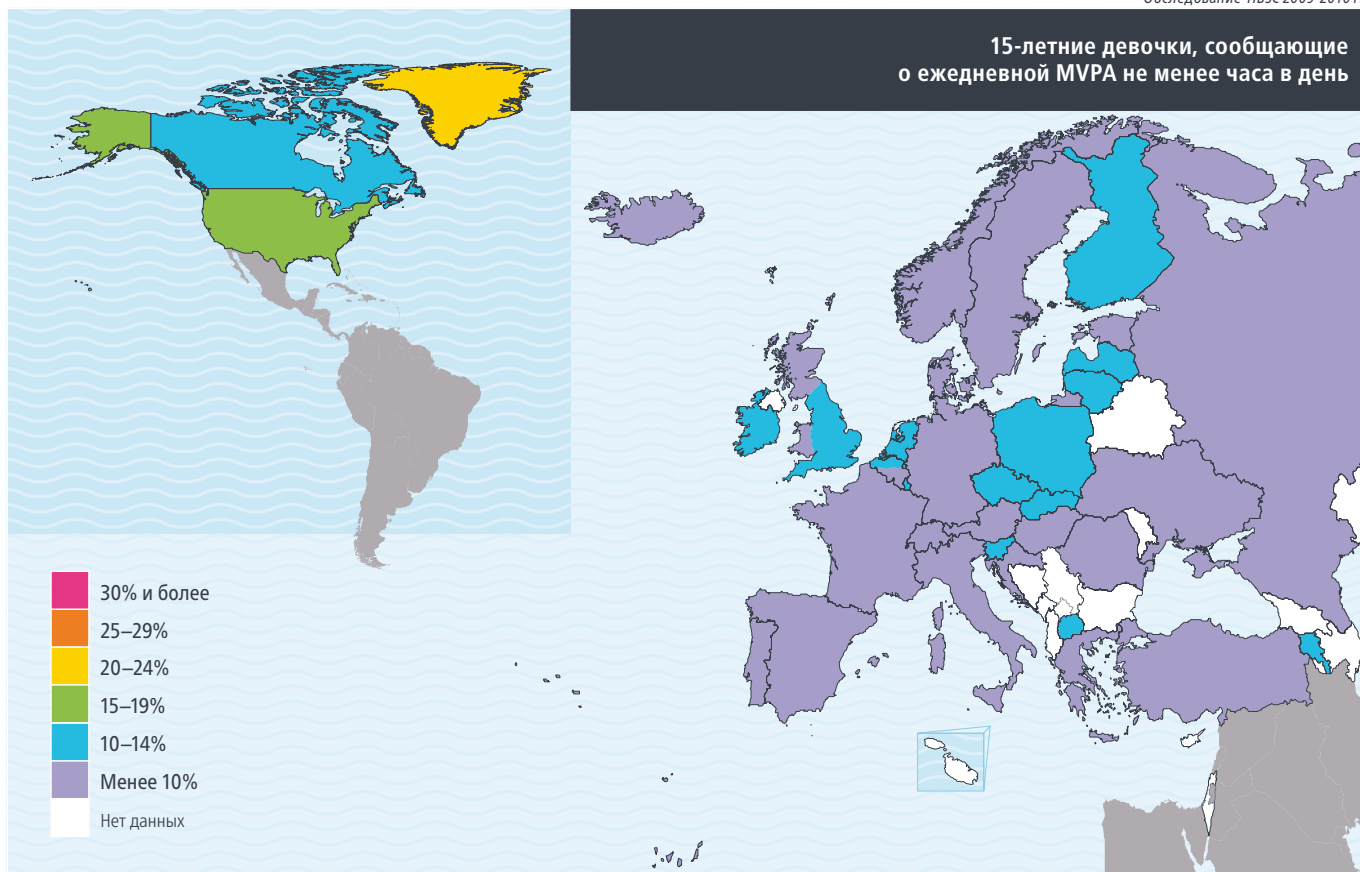 15-летние девочки, сообщающие
о ежедневной MVPA не менее часа в день
30% и более
25–29%
20–24%
15–19%
10–14%
Менее 10%
Нет данных